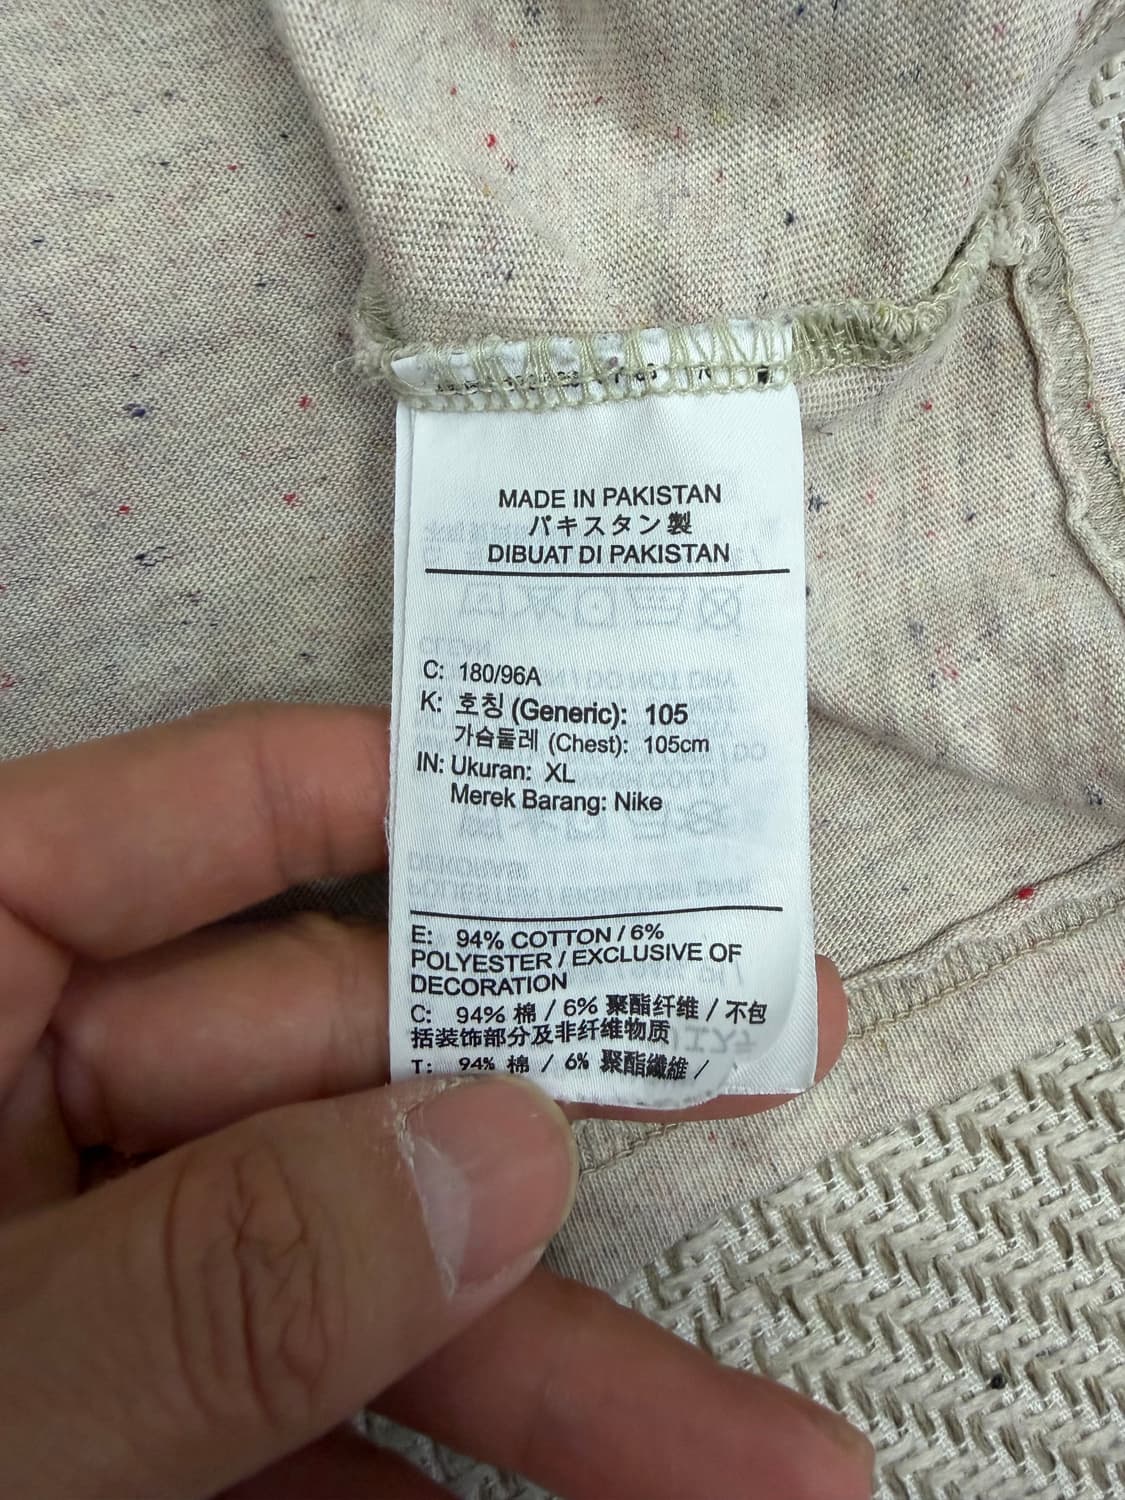 MADE IN PAKISTAN
パキスタン製
DIBUAT DI PAKISTAN
C: 180/96A
K: 호칭 (Generic): 105
가슴둘레 (Chest): 105cm
IN: Ukuran: XL
Merek Barang: Nike
E: 94% COTTON / 6%
POLYESTER / EXCLUSIVE OF
DECORATION
C: 94% 棉 / 6% 聚酯纤维 / 不包
括装饰部分及非纤维物质
T: 94% 棉 / 6% 聚酯纖維 /